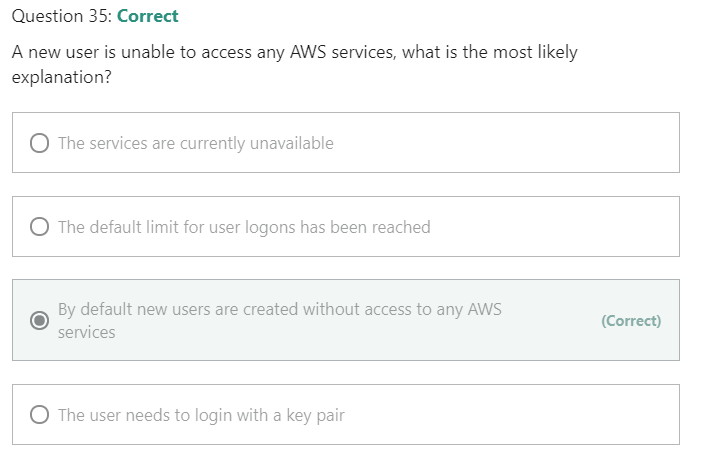 Question 35: Correct
A new user is unable to access any AWS services, what is the most likely
explanation?
The services are currently unavailable
The default limit for user logons has been reached
By default new users are created without access to any AWS
services
(Correct)
The user needs to login with a key pair